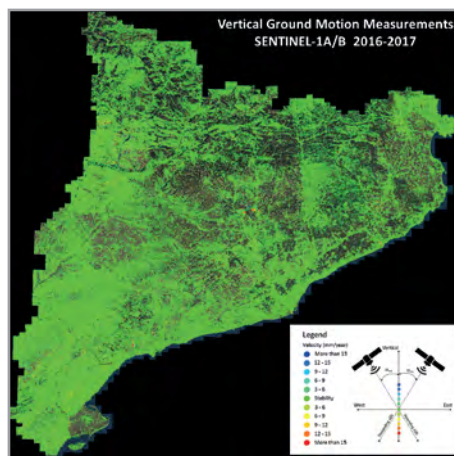 Vertical Ground Motion Measurements
SENTINEL-1A/B 2016-2017
Legend
Velocity (mm/year)
More than 15
12 - 15
9 - 12
6 - 9
3 - 6
Stability
3 - 6
6 - 9
9 - 12
12 - 15
More than 15
Vertical
West
East